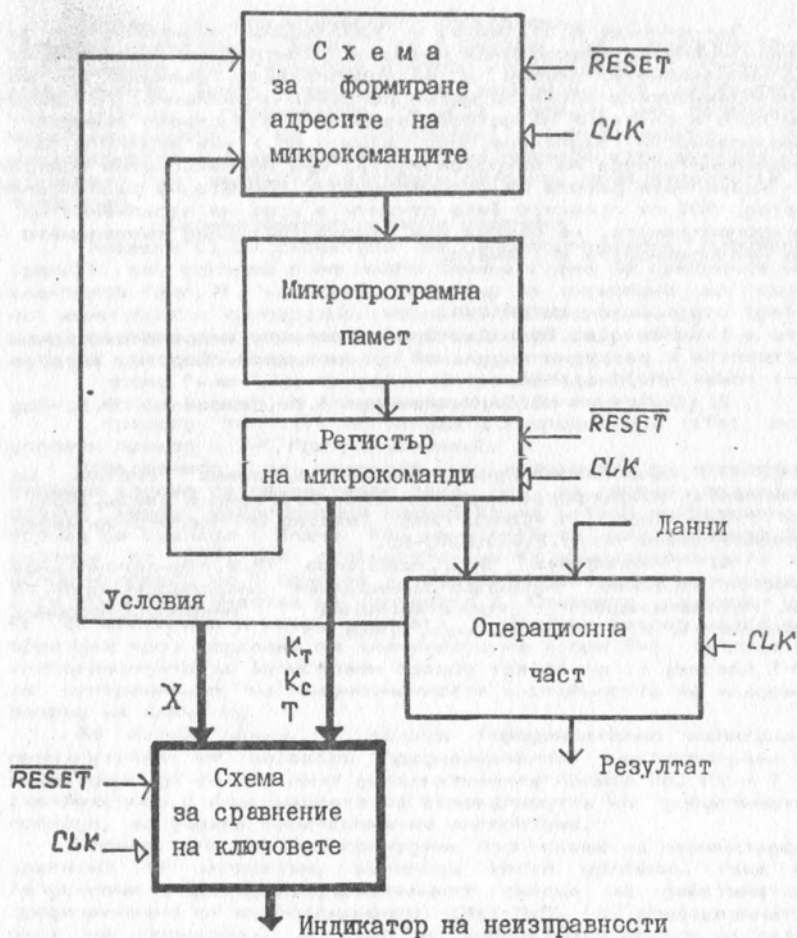 Схема
за формиране
адресите на
микрокомандите
RESET
CLK
Микропрограмна
памет
Регистър
на микрокоманди
RESET
CLK
Данни
условия
Операционна
част
CLK
X
Kп
Kс
T
Резултат
RESET
CLK
Схема
за сравнение
на ключовете
Индикатор на неизправности